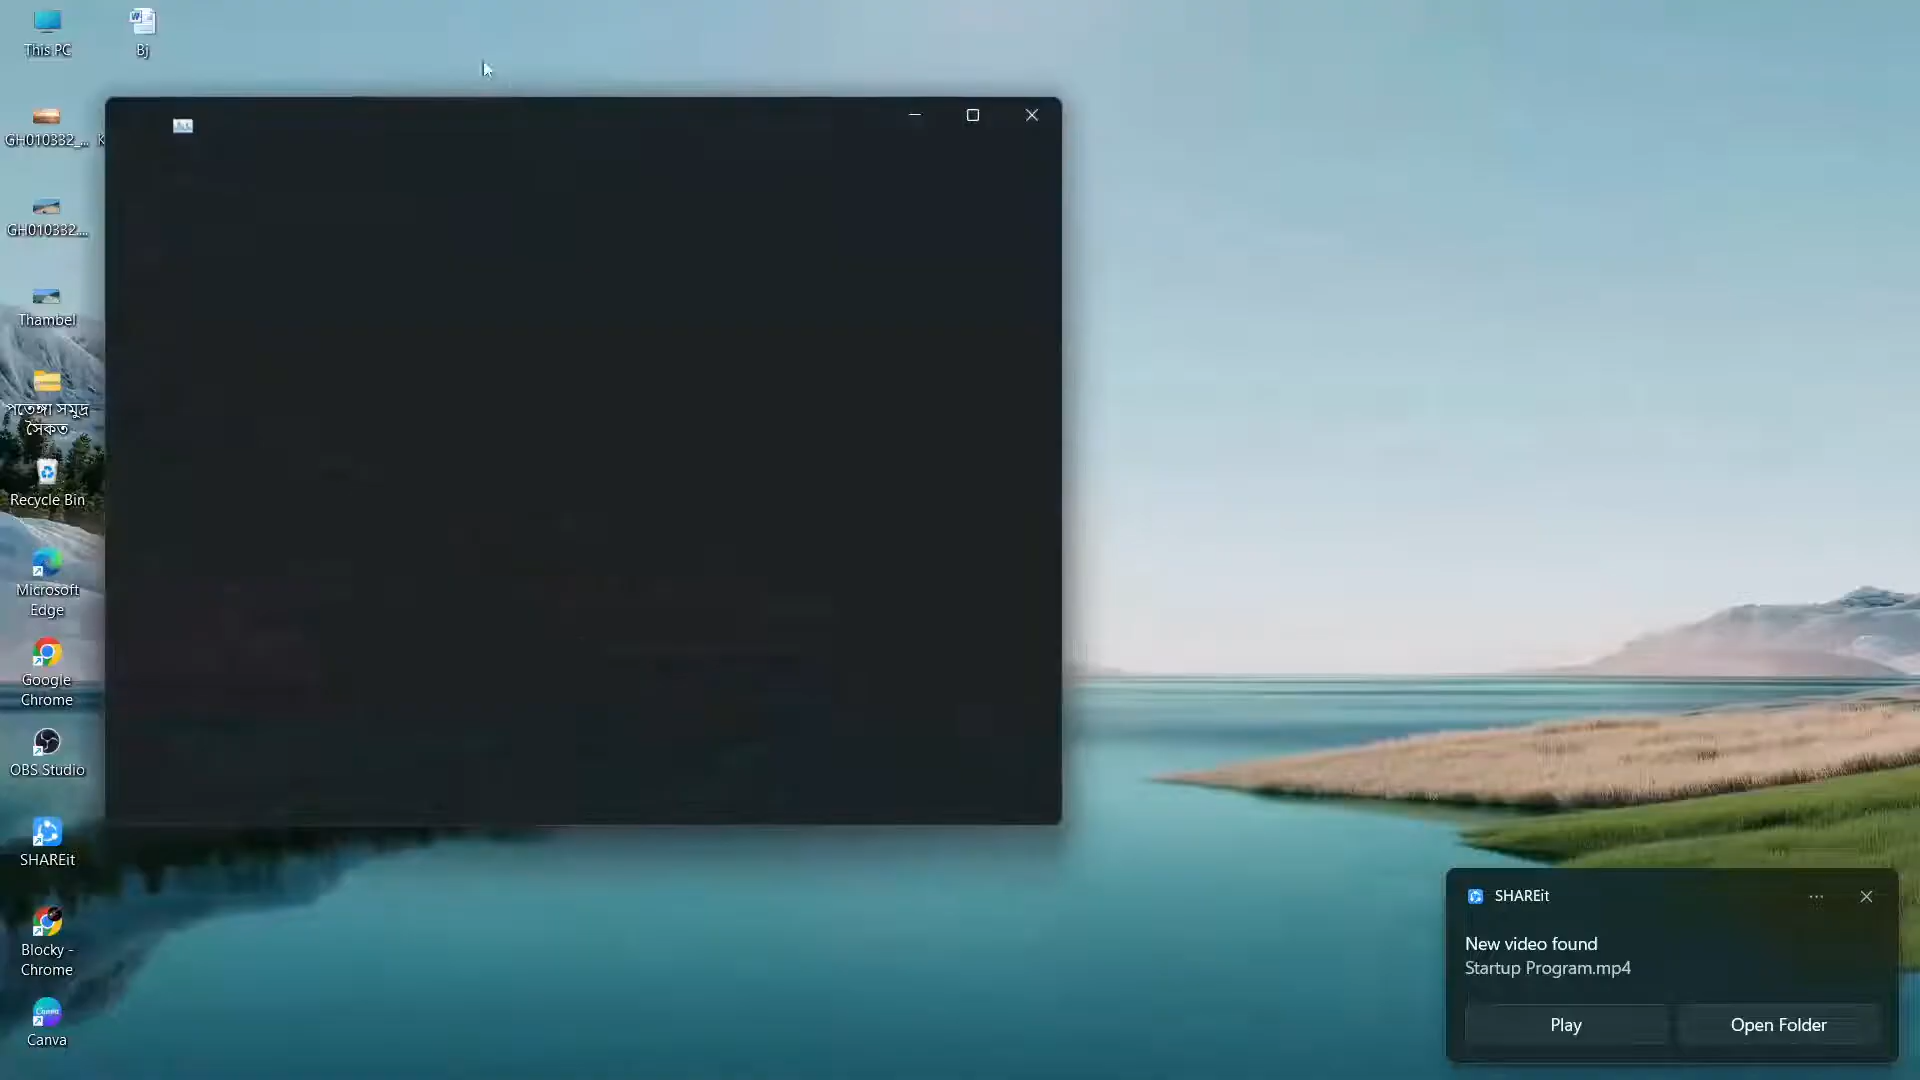 This PC
Bj
GH010332_...
GH010332....
Thambel
পতেঙ্গা সমুদ্র
সৈকত
Recycle Bin
Microsoft
Edge
Google
Chrome
OBS Studio
SHAREit
Blocky -
Chrome
Canva
SHAREit
New video found
Startup Program.mp4
Play
Open Folder